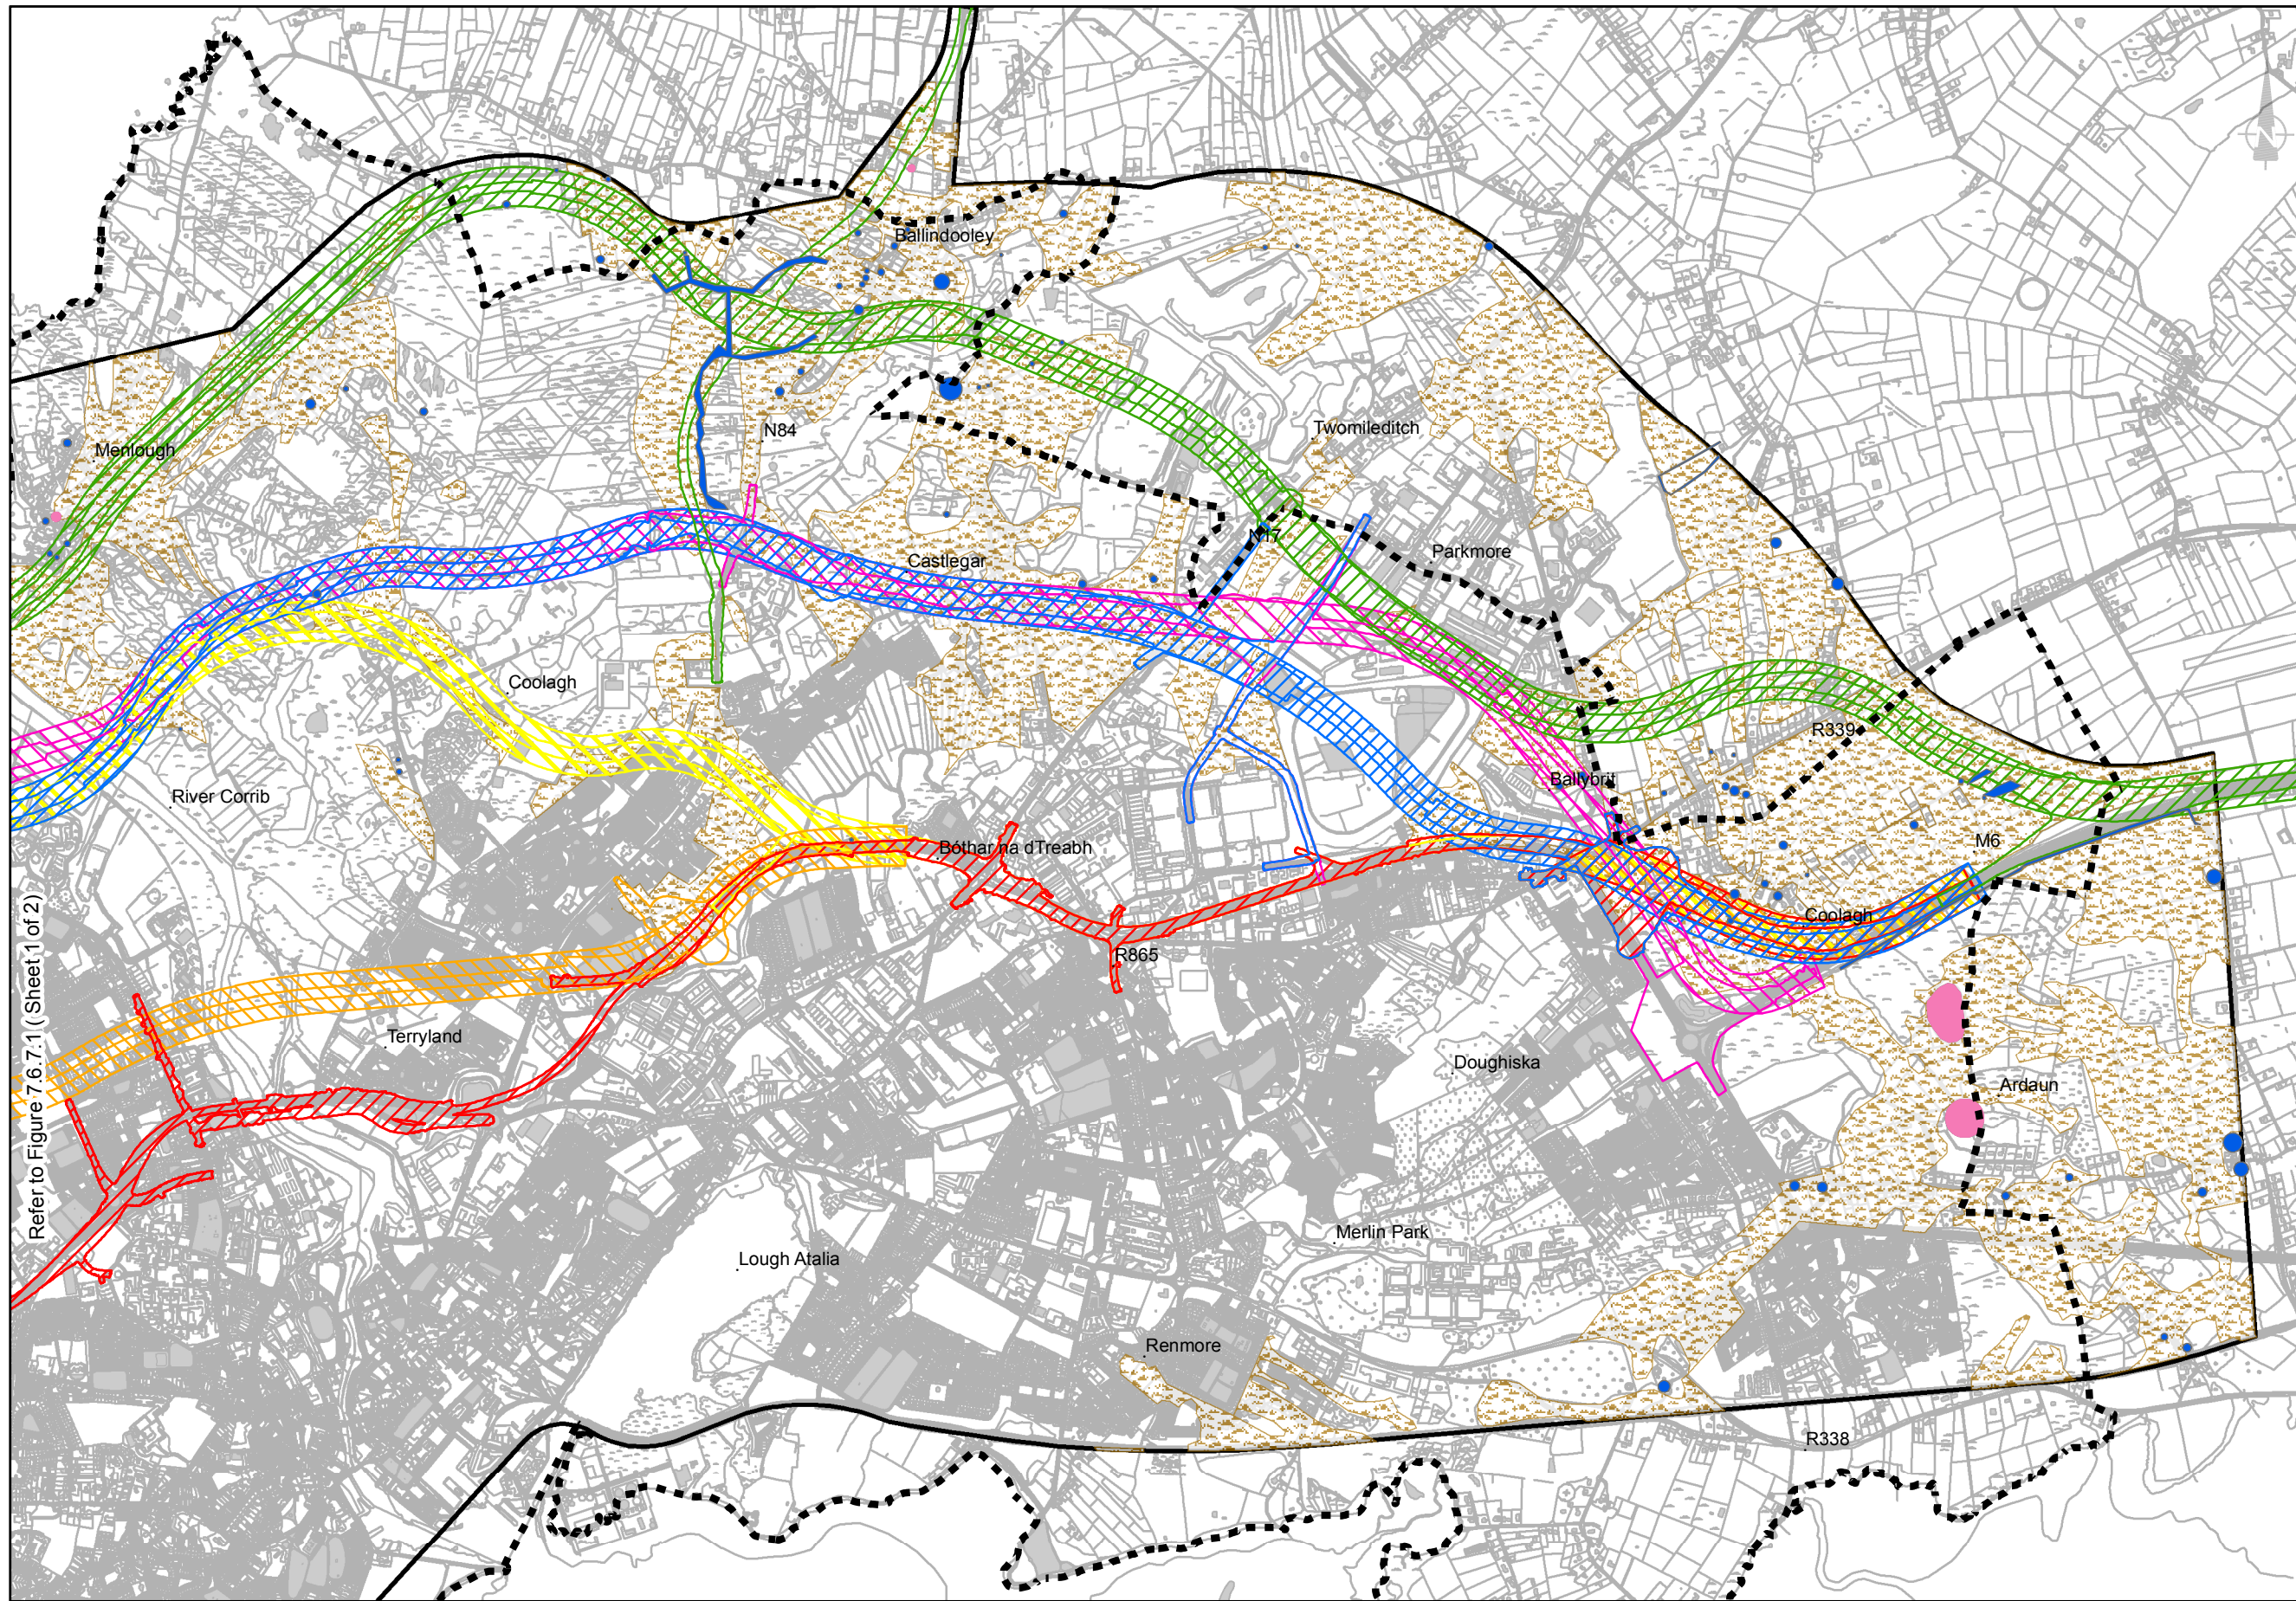 N
Ballindooley
Twomileditch
N84
Menlough
N17
Parkmore
Castlegar
Coolagh
R339
Ballybrit
River Corrib
M6
Bóthar na dTreabh
Coolagh
R865
Terryland
Doughiska
Ardaun
Merlin Park
Lough Atalia
Renmore
R338
Refer to Figure 7.6.7.1 (Sheet 1 of 2)